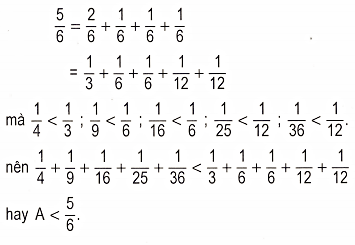 5/6 = 2/6 + 1/6 + 1/6 + 1/6
= 1/3 + 1/6 + 1/6 + 1/12 + 1/12
mà 1/4 < 1/3 ; 1/9 < 1/6 ; 1/16 < 1/6 ; 1/25 < 1/12 ; 1/36 < 1/12.
nên 1/4 + 1/9 + 1/16 + 1/25 + 1/36 < 1/3 + 1/6 + 1/6 + 1/12 + 1/12
hay A < 5/6.